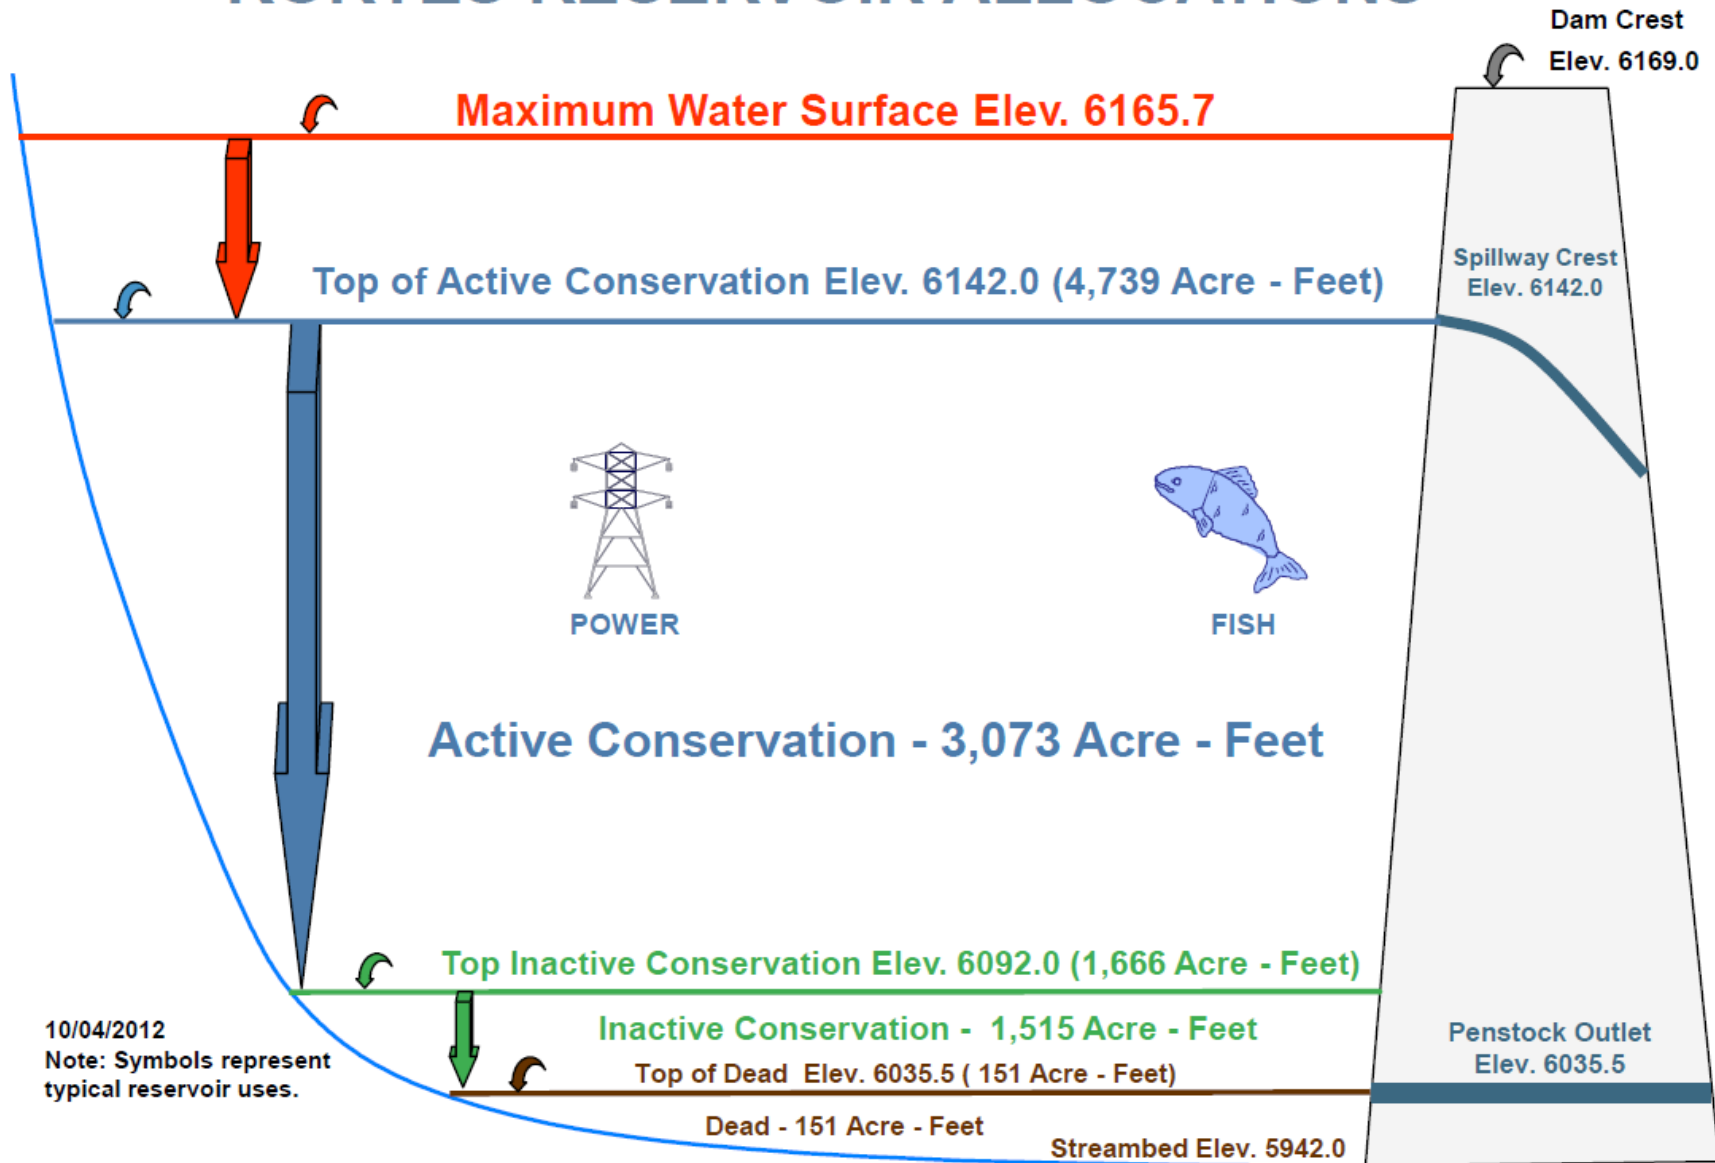 KORTES RESERVOIR ALLOCATIONS
Dam Crest
Elev. 6169.0
Maximum Water Surface Elev. 6165.7
Spillway Crest
Elev. 6142.0
Top of Active Conservation Elev. 6142.0 (4,739 Acre - Feet)
POWER
FISH
Active Conservation - 3,073 Acre - Feet
Top Inactive Conservation Elev. 6092.0 (1,666 Acre - Feet)
Inactive Conservation -  1,515 Acre - Feet
Penstock Outlet
Elev. 6035.5
10/04/2012
Note: Symbols represent
typical reservoir uses.
Top of Dead  Elev. 6035.5 ( 151 Acre - Feet)
Dead - 151 Acre - Feet
Streambed Elev. 5942.0